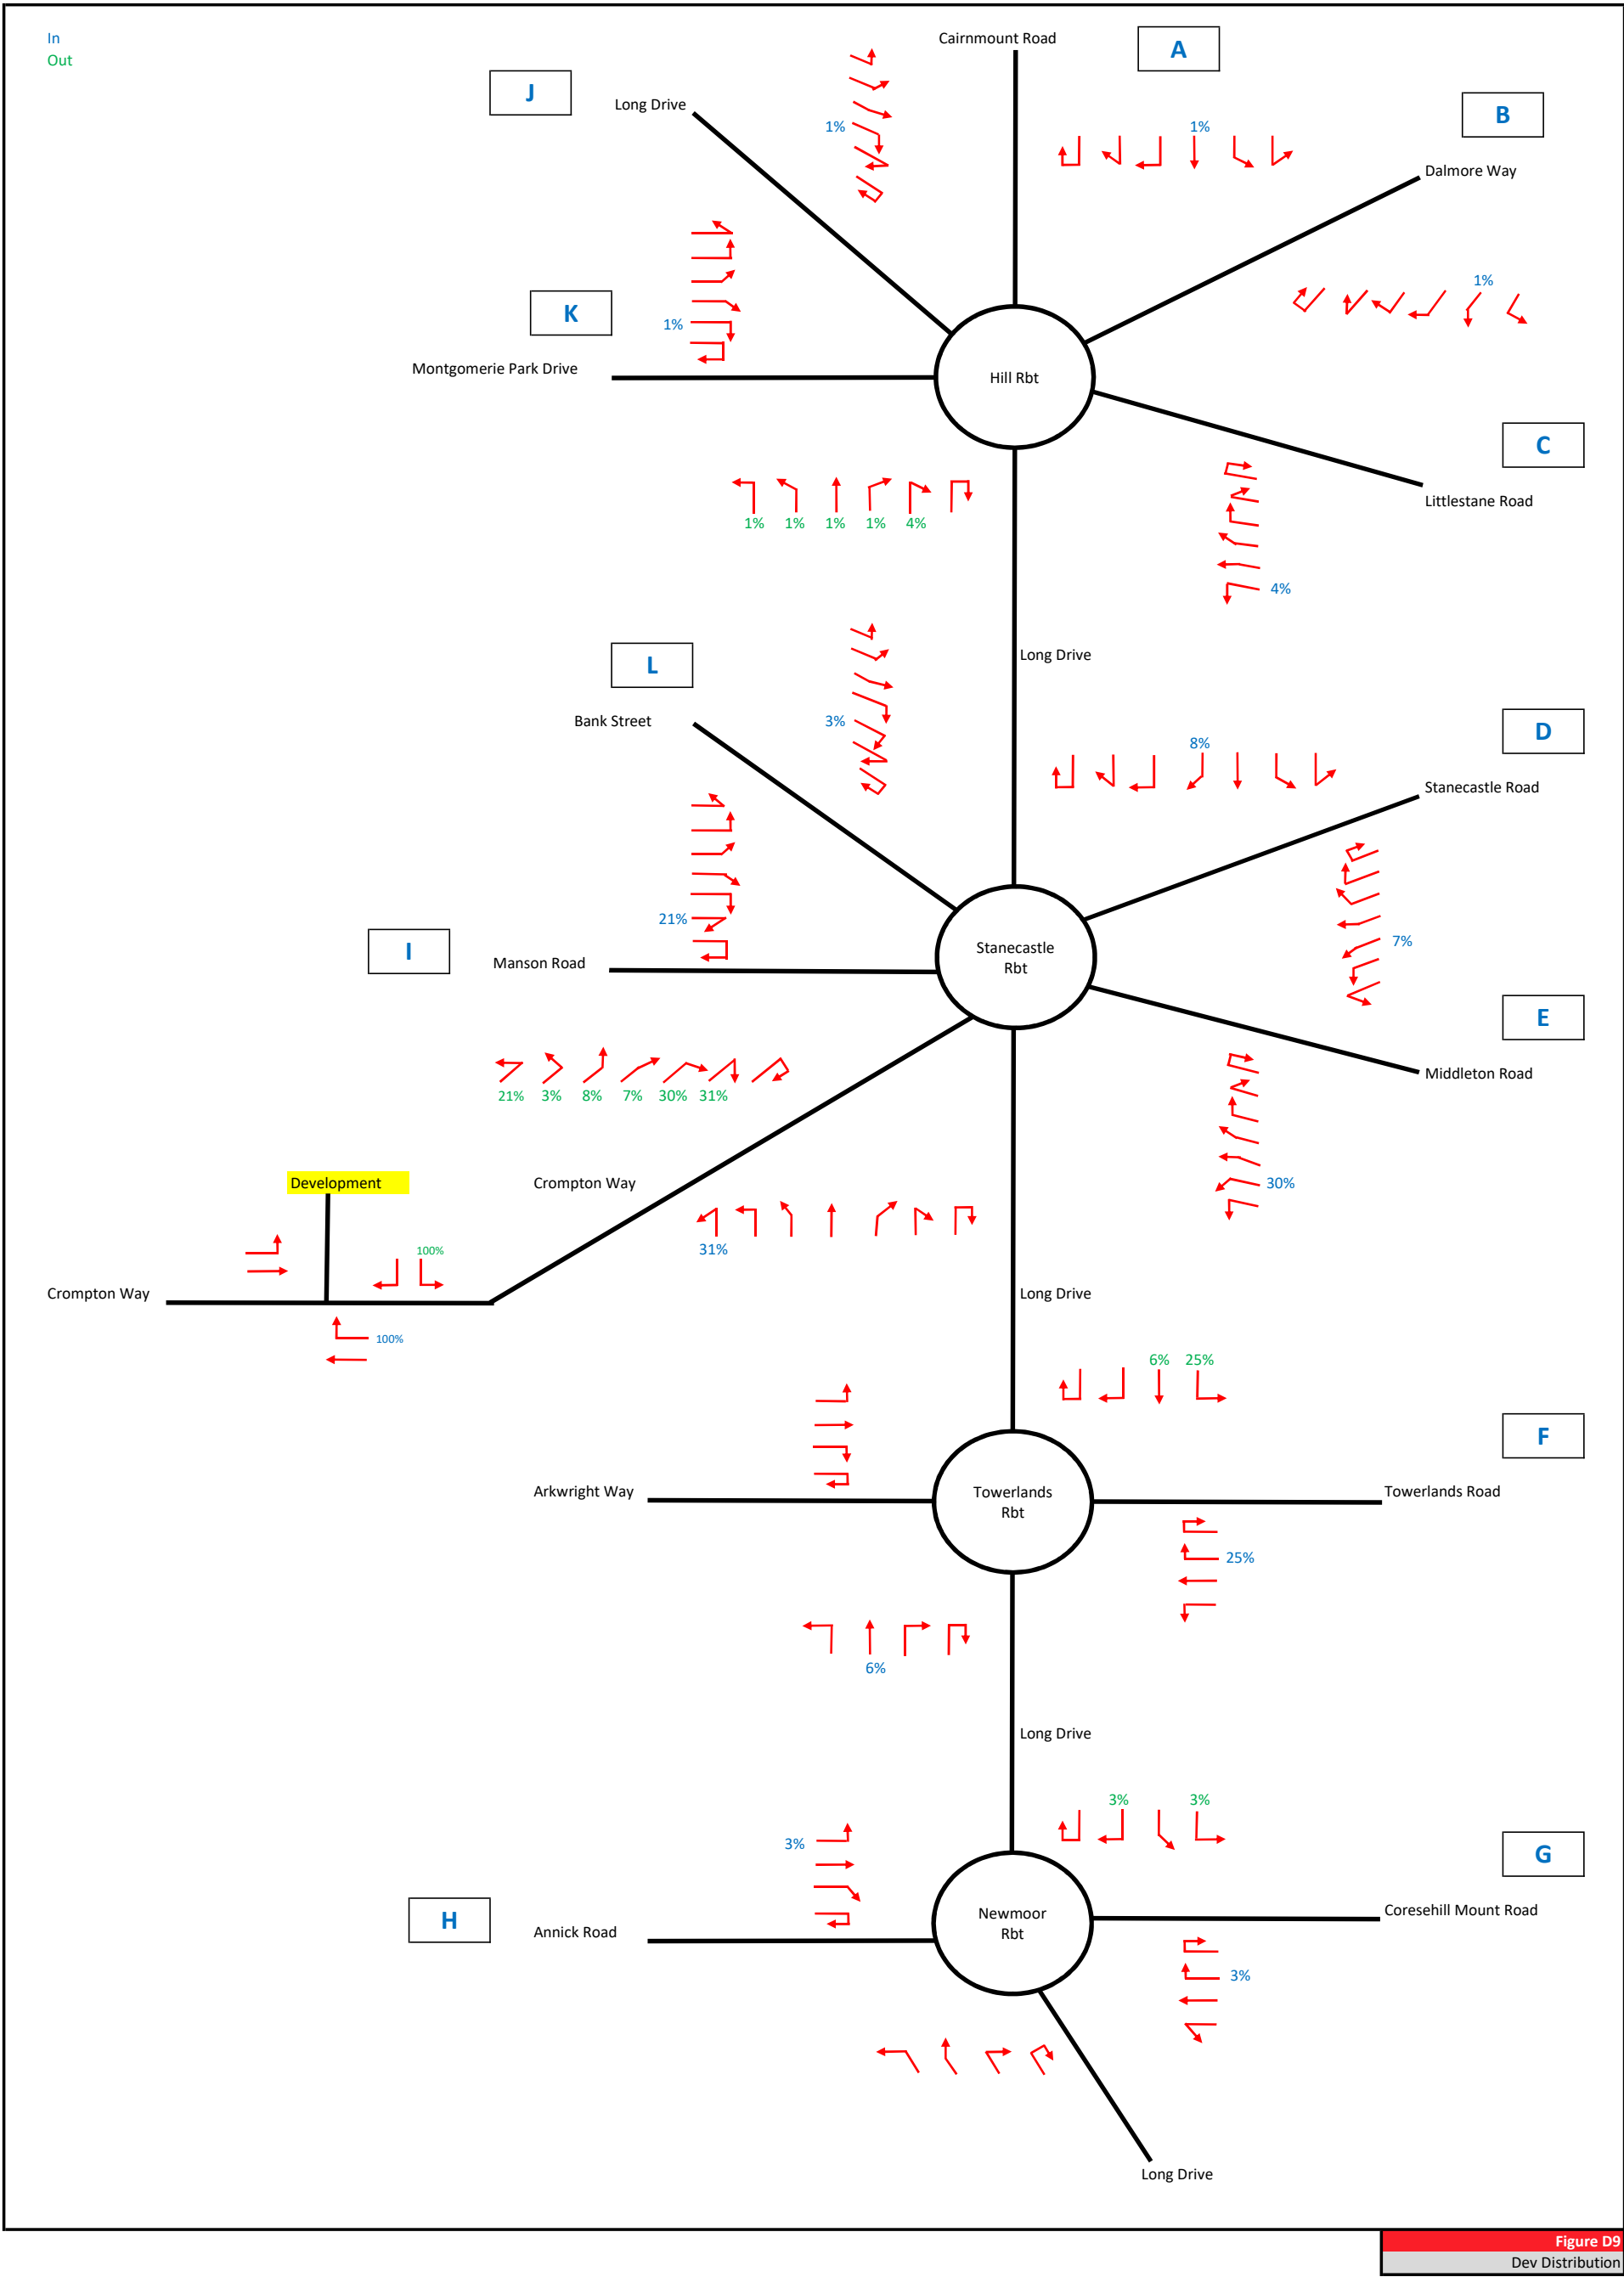 In
Out
Cairnmount Road
A
J
Long Drive
B
1%
1%
Dalmore Way
1%
K
1%
Montgomerie Park Drive
Hill Rbt
C
Littlestane Road
1% 1% 1% 1% 4%
4%
L
Long Drive
Bank Street
3%
D
8%
Stanecastle Road
21%
7%
I
Manson Road
Stanecastle
Rbt
E
Middleton Road
21% 3% 8% 7% 30% 31%
Development
Crompton Way
30%
31%
100%
Crompton Way
Long Drive
100%
6% 25%
F
Arkwright Way
Towerlands
Rbt
Towerlands Road
25%
6%
Long Drive
3% 3%
3%
G
H
Annick Road
Newmoor
Rbt
Coresehill Mount Road
3%
Long Drive
Figure D9
Dev Distribution